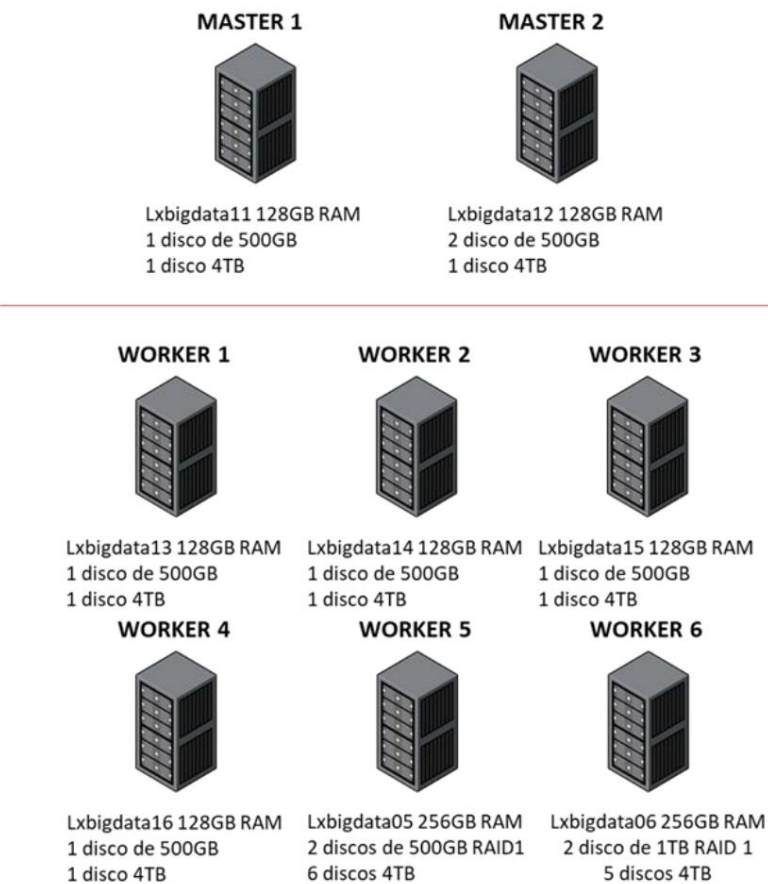 MASTER 1
Lxbigdata11 128GB RAM
1 disco de 500GB
1 disco 4TB
MASTER 2
Lxbigdata12 128GB RAM
2 disco de 500GB
1 disco 4TB
WORKER 1
Lxbigdata13 128GB RAM
1 disco de 500GB
1 disco 4TB
WORKER 2
Lxbigdata14 128GB RAM
1 disco de 500GB
1 disco 4TB
WORKER 3
Lxbigdata15 128GB RAM
1 disco de 500GB
1 disco 4TB
WORKER 4
Lxbigdata16 128GB RAM
1 disco de 500GB
1 disco 4TB
WORKER 5
Lxbigdata05 256GB RAM
2 discos de 500GB RAID1
6 discos 4TB
WORKER 6
Lxbigdata06 256GB RAM
2 disco de 1TB RAID 1
5 discos 4TB